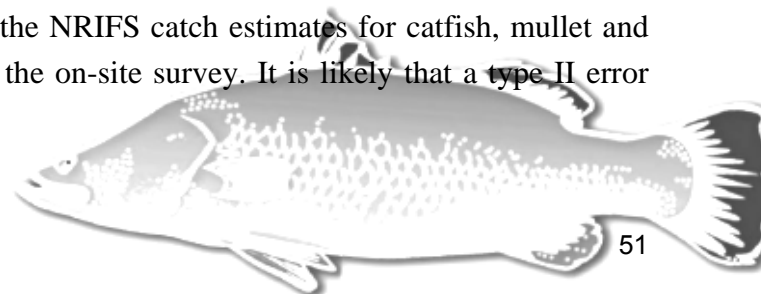 the NRIFS catch estimates for catfish, mullet and
the on-site survey. It is likely that a type II error
51